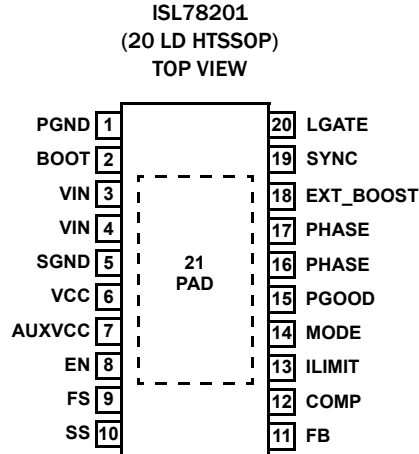 ISL78201
(20 LD HTSSOP)
TOP VIEW
PGND 1
BOOT 2
VIN 3
VIN 4
SGND 5
VCC 6
AUXVCC 7
EN 8
FS 9
SS 10
21
PAD
20 LGATE
19 SYNC
18 EXT_BOOST
17 PHASE
16 PHASE
15 PGOOD
14 MODE
13 ILIMIT
12 COMP
11 FB